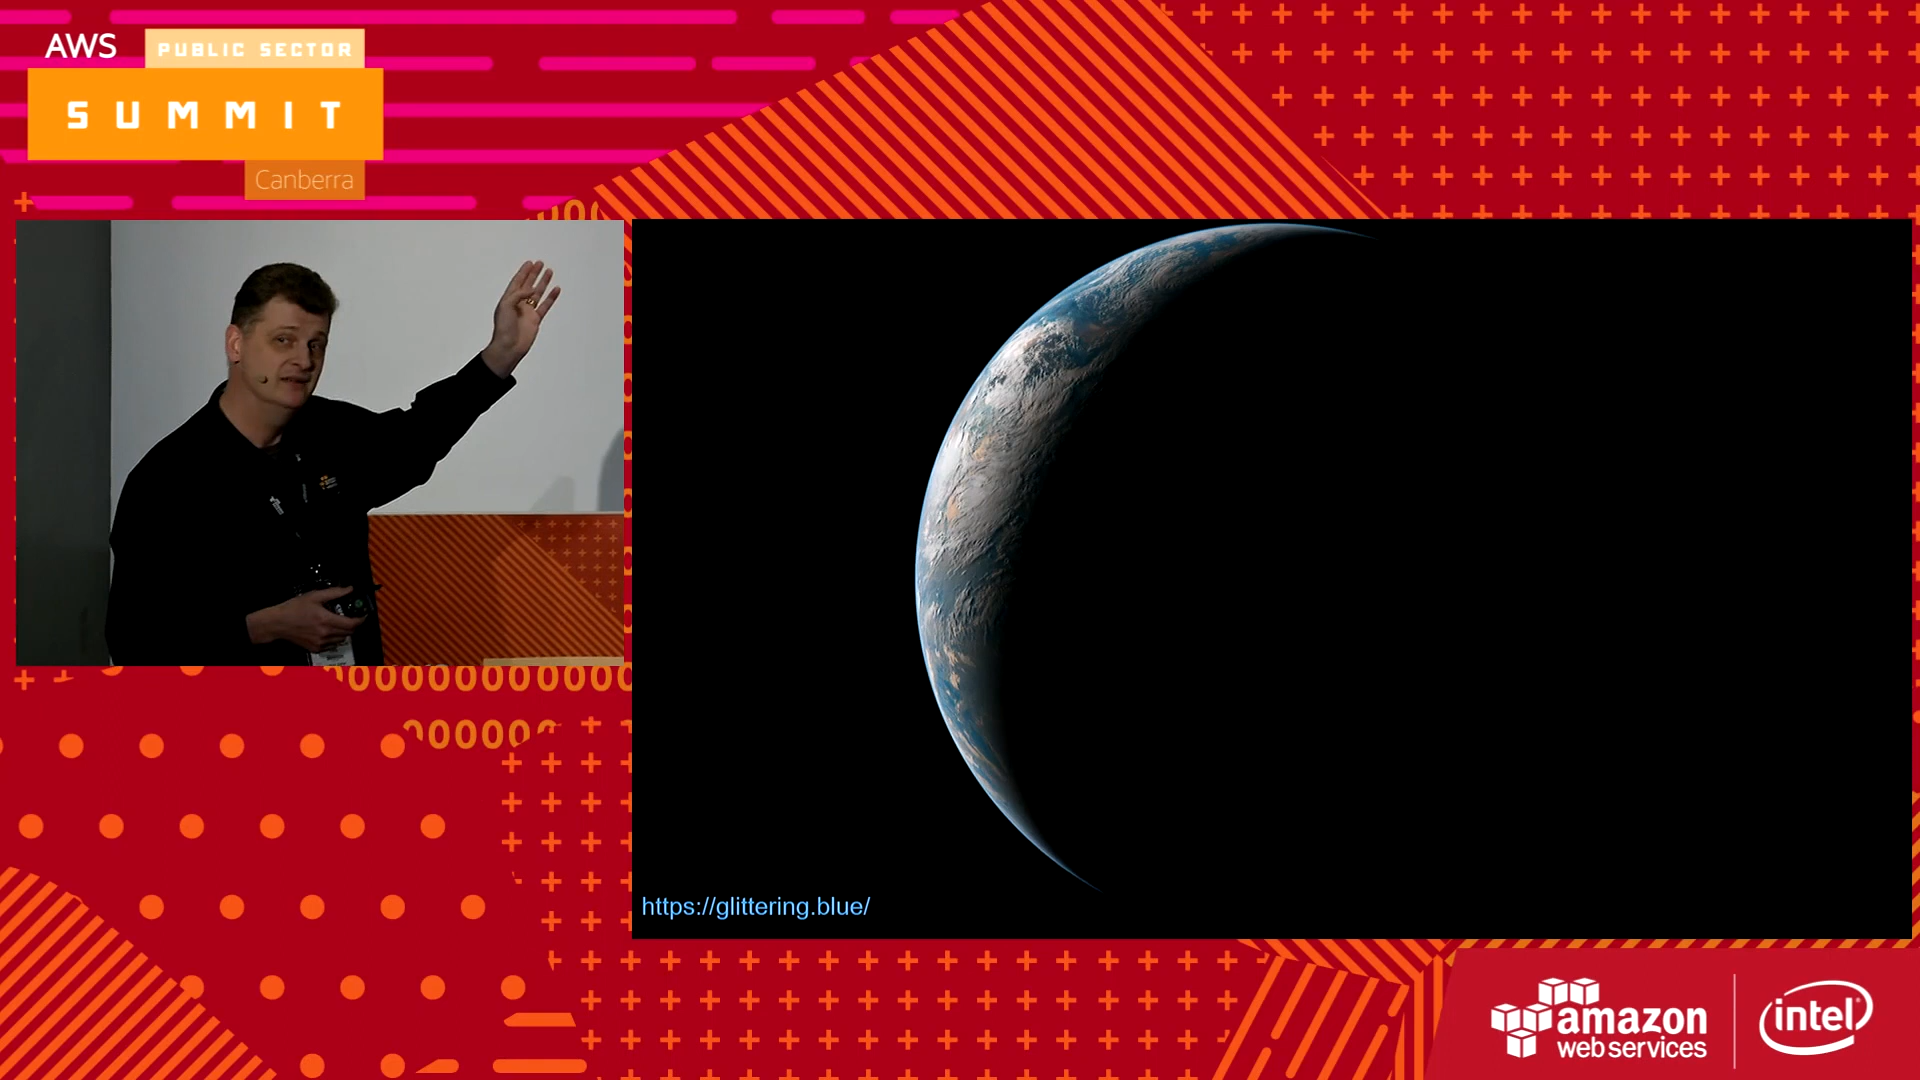 AWS
PUBLIC SECTOR
SUMMIT
Canberra
https://glittering.blue/
amazon
web services
intel